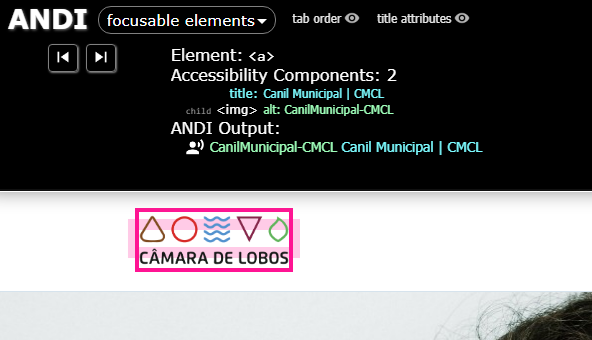 ANDI focusable elements tab order title attributes
Element: <a>
Accessibility Components: 2
title: Canil Municipal | CMCL
child <img> alt: CanilMunicipal-CMCL
ANDI Output:
CanilMunicipal-CMCL Canil Municipal | CMCL
CÂMARA DE LOBOS